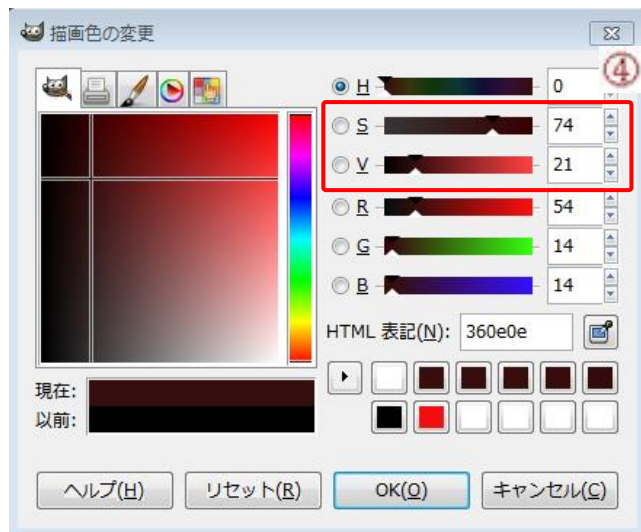 描画色の変更
④
H 0
S 74
V 21
R 54
G 14
B 14
HTML 表記(N): 360e0e
現在:
以前:
ヘルプ(H) リセット(R) OK(O) キャンセル(C)